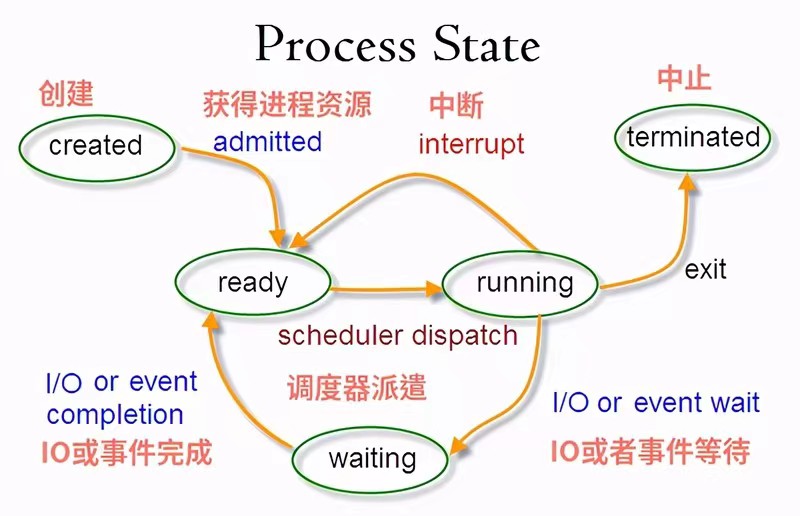 Process State
创建
created
获得进程资源
admitted
中断
interrupt
中止
terminated
ready
running
exit
scheduler dispatch
调度器派遣
I/O or event
completion
IO或事件完成
waiting
I/O or event wait
IO或者事件等待